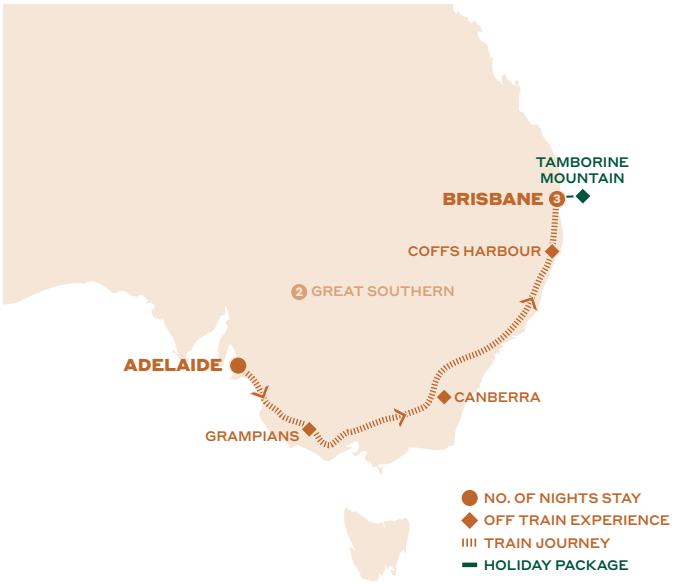 TAMBORINE
MOUNTAIN
BRISBANE 3
COFFS HARBOUR
2 GREAT SOUTHERN
ADELAIDE
CANBERRA
GRAMPIANS
NO. OF NIGHTS STAY
OFF TRAIN EXPERIENCE
TRAIN JOURNEY
HOLIDAY PACKAGE